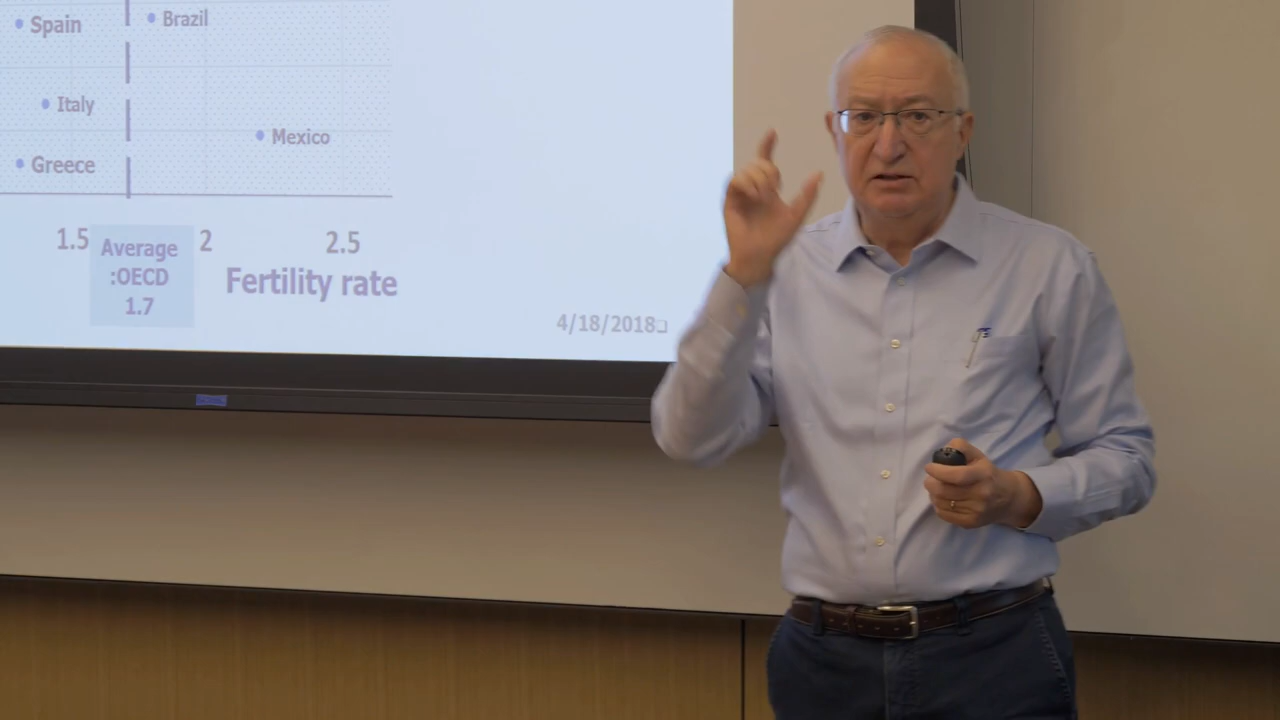 Spain
Brazil
Italy
Mexico
Greece
1.5
2
2.5
Average
:OECD
1.7
Fertility rate
4/18/2018